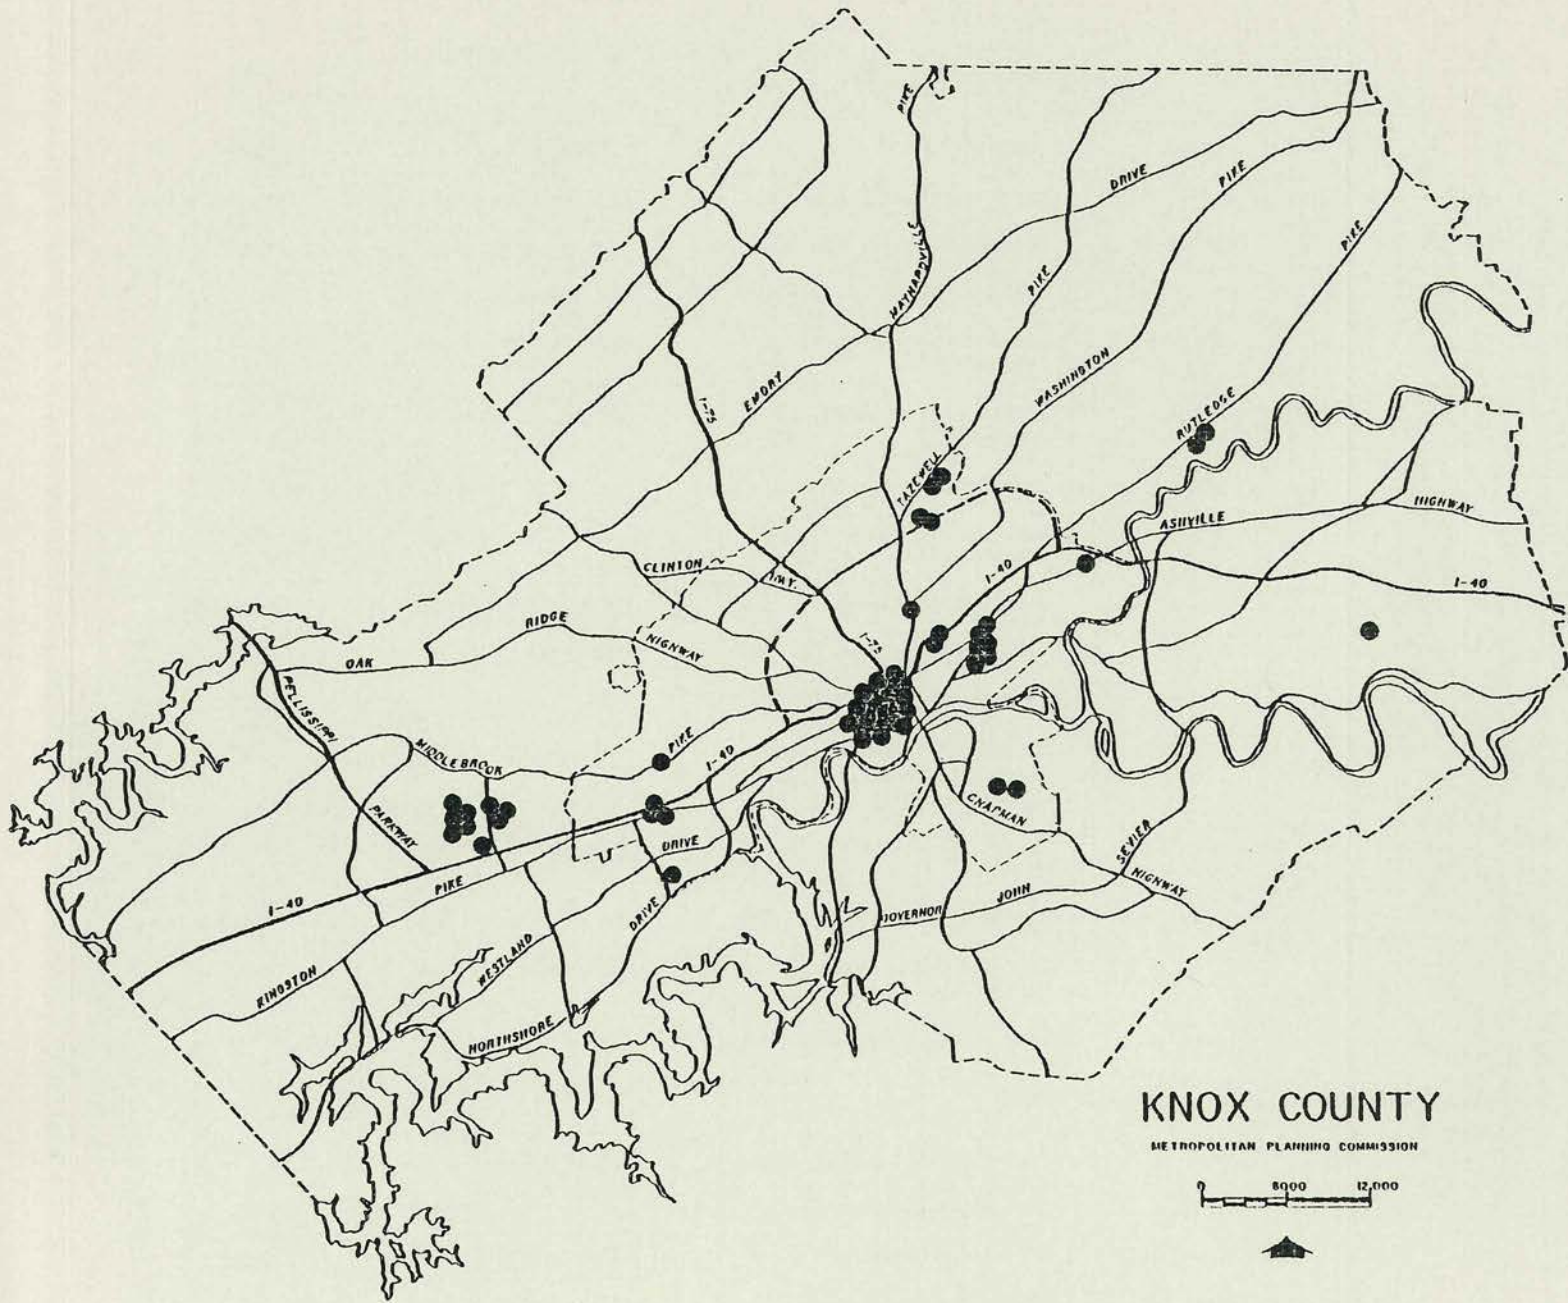 PIKE
DRIVE
PIKE
PIKE
MAYNARDVILLE
PIKE
WASHINGTON
EMORY
I-75
RUTLEDGE
TAZEWELL
HIGHWAY
ASHVILLE
CLINTON
HWY.
I-40
I-40
RIDGE
HIGHWAY
OAK
I-75
PELLISSIPPI
PIKE
MIDDLEBROOK
I-40
PARKWAY
CHAPMAN
DRIVE
SEVIER
HIGHWAY
PIKE
JOHN
I-40
DRIVE
GOVERNOR
WESTLAND
KINGSTON
NORTHSHORE
KNOX COUNTY
METROPOLITAN PLANNING COMMISSION
0 8000 12,000